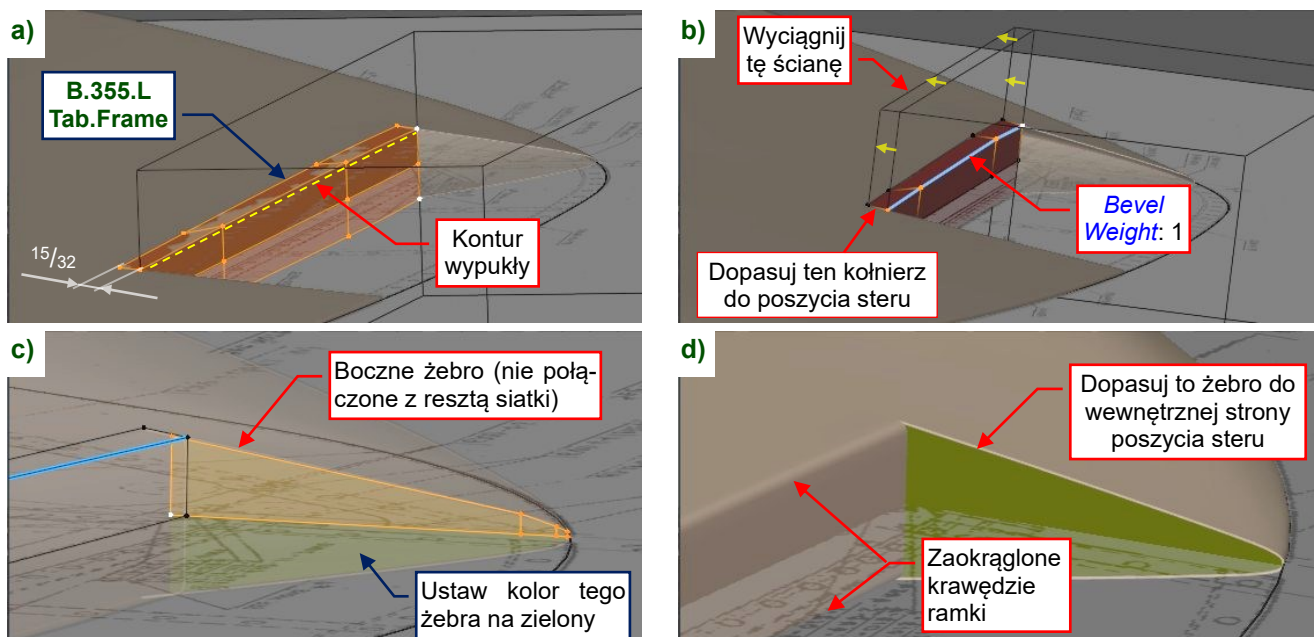 a)
B.355.L
Tab.Frame
15/32
Kontur
wypukły
b)
Wyciągnij
tę ścianę
Bevel
Weight: 1
Dopasuj ten kołnierz
do poszycia steru
c)
Boczne żebro (nie połą-
czone z resztą siatki)
Ustaw kolor tego
żebra na zielony
d)
Dopasuj to żebro do
wewnętrznej strony
poszycia steru
Zaokrąglone
krawędzie
ramki